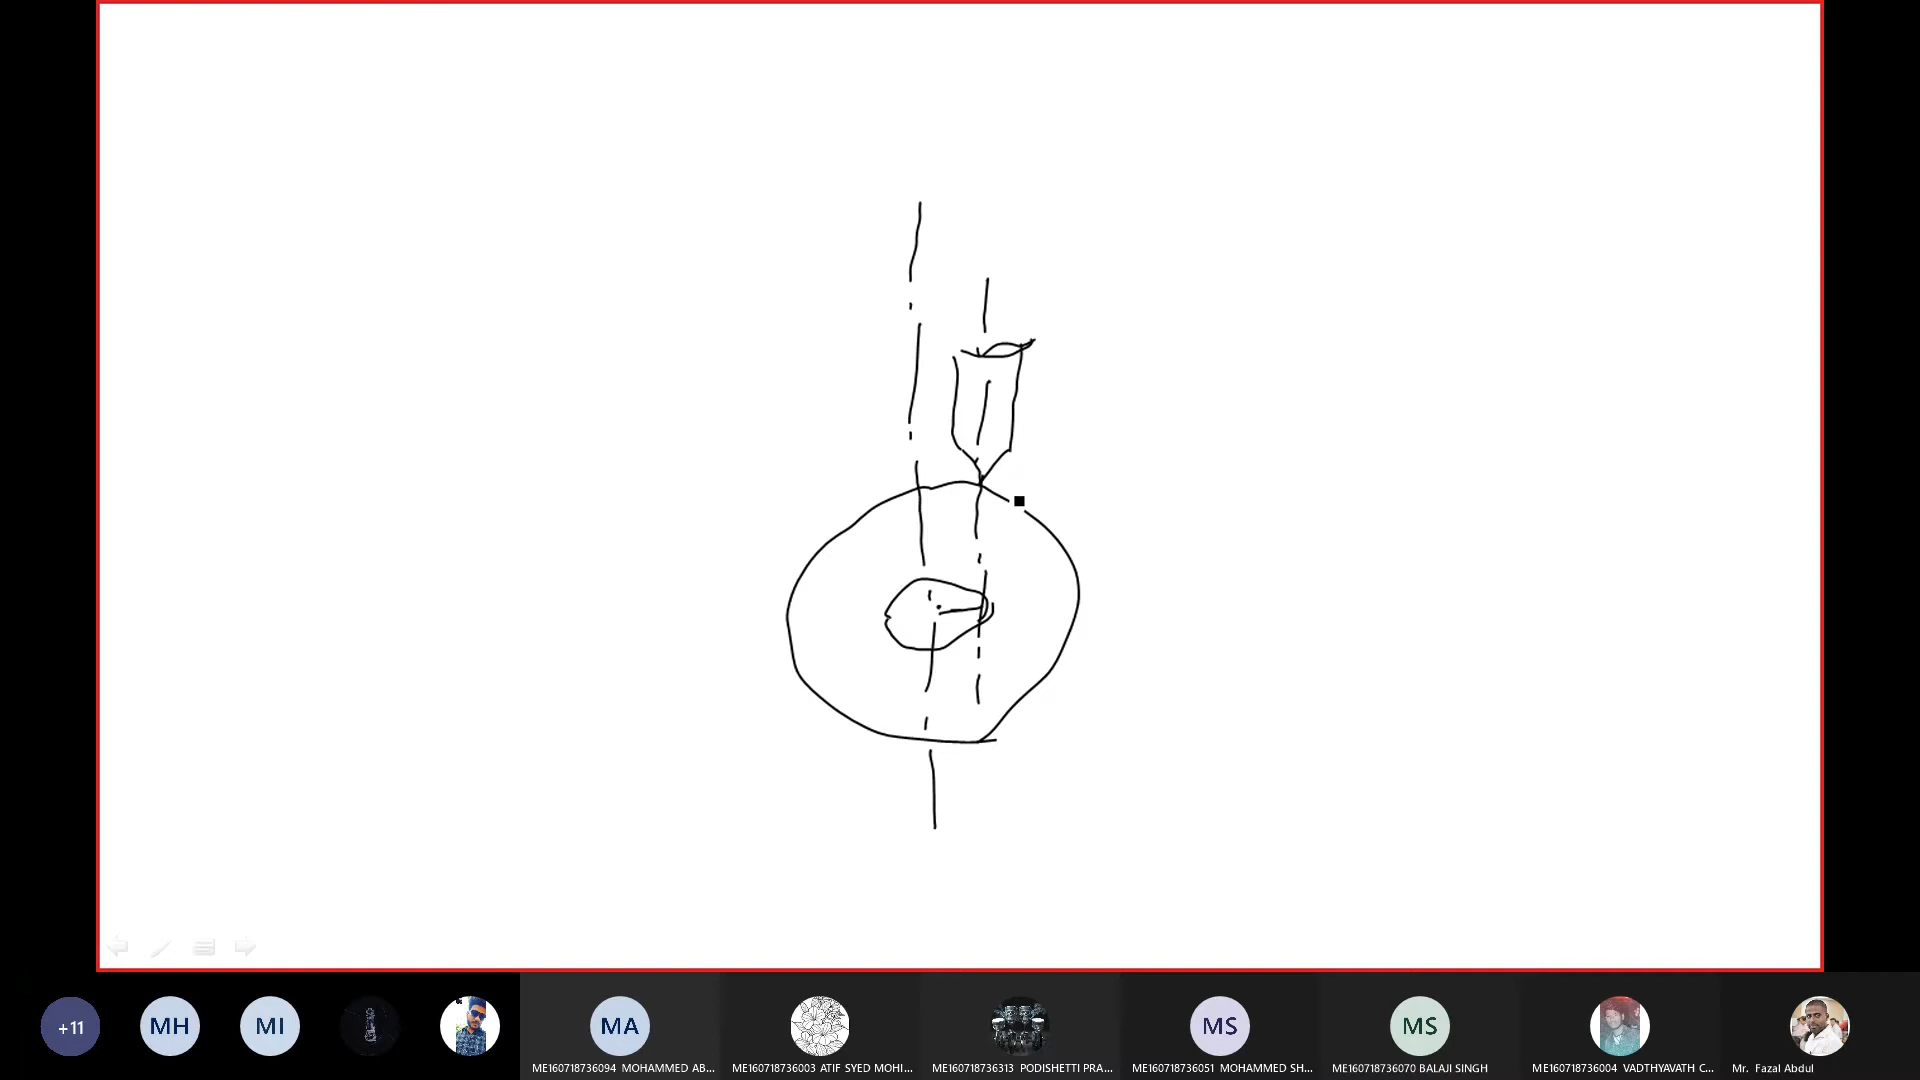 +11
MH
MI
MA
MS
MS
ME160718736094 MOHAMMED AB...
ME160718736003 ATIF SYED MOHI...
ME160718736313 PODISHETTI PRA...
ME160718736051 MOHAMMED SH...
ME160718736070 BALAJI SINGH
ME160718736004 VADTHYAVATH C...
Mr. Fazal Abdul